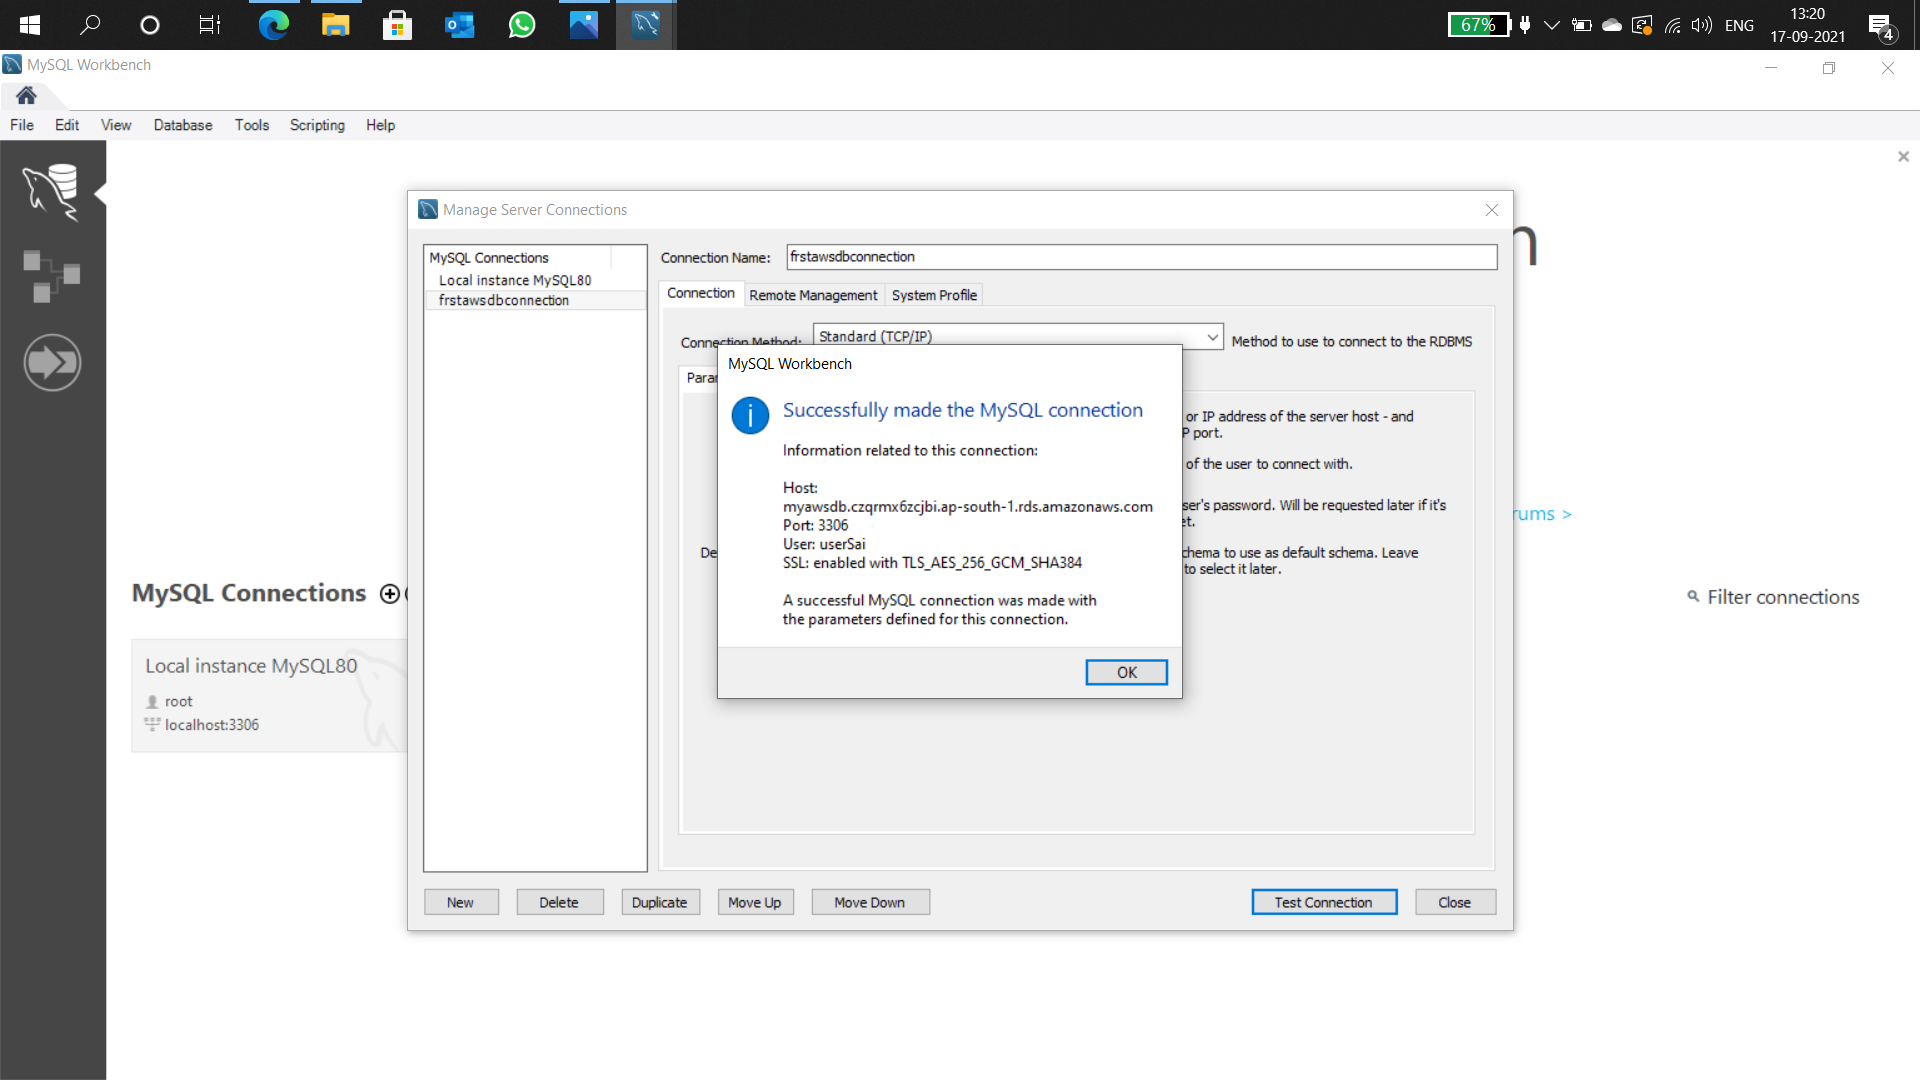 67%
ENG
13:20
17-09-2021
4
MySQL Workbench
File Edit View Database Tools Scripting Help
Manage Server Connections
MySQL Connections
Local instance MySQL80
frstawsdbconnection
Connection Name: frstawsdbconnection
Connection Remote Management System Profile
Connection Method: Standard (TCP/IP) Method to use to connect to the RDBMS
Para
or IP address of the server host - and
P port.
of the user to connect with.
ser's password. Will be requested later if it's
et.
De
chema to use as default schema. Leave
to select it later.
MySQL Workbench
Successfully made the MySQL connection
Information related to this connection:
Host:
myawsdb.czqrmx6zcjbi.ap-south-1.rds.amazonaws.com
Port: 3306
User: userSai
SSL: enabled with TLS_AES_256_GCM_SHA384
A successful MySQL connection was made with
the parameters defined for this connection.
OK
n
rums >
MySQL Connections
Filter connections
Local instance MySQL80
root
localhost:3306
New Delete Duplicate Move Up Move Down Test Connection Close